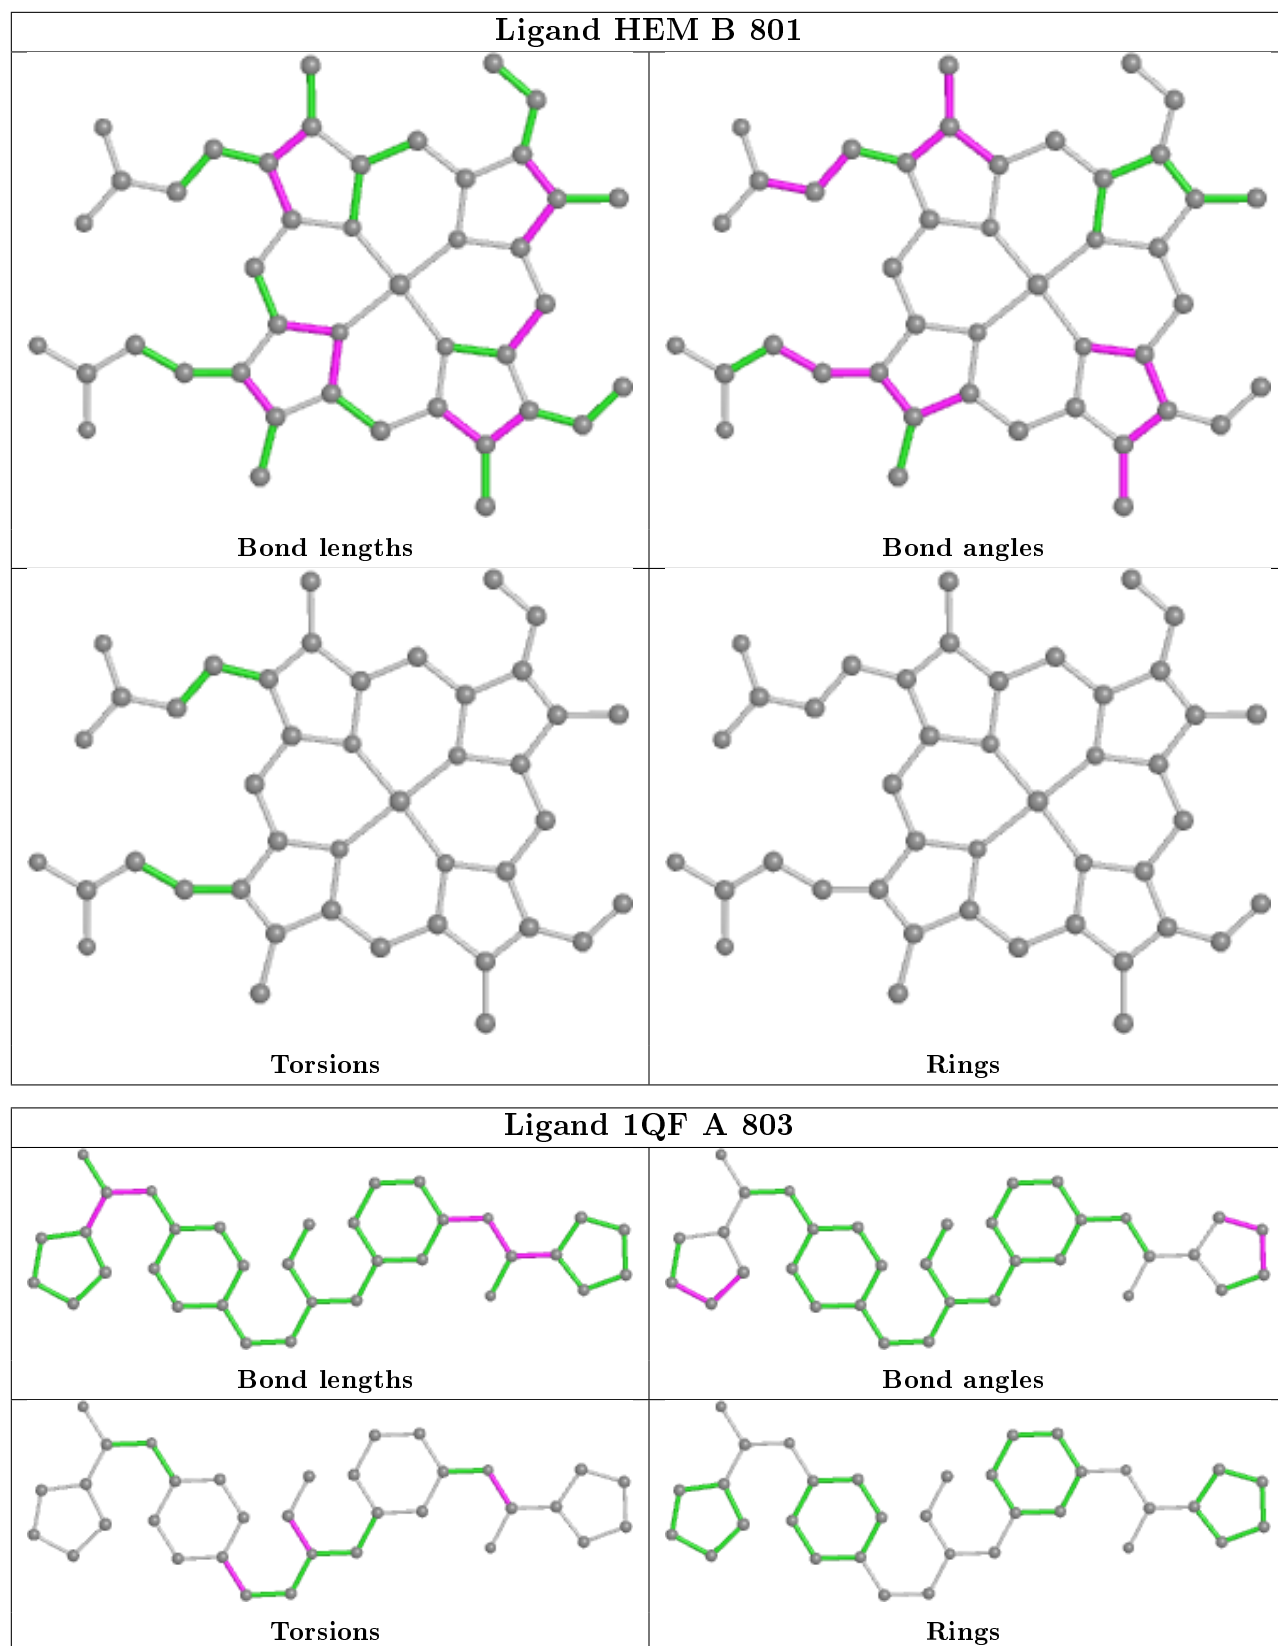 Ligand HEM B 801
Bond lengths
Bond angles
Torsions
Rings
Ligand 1QF A 803
Bond lengths
Bond angles
Torsions
Rings